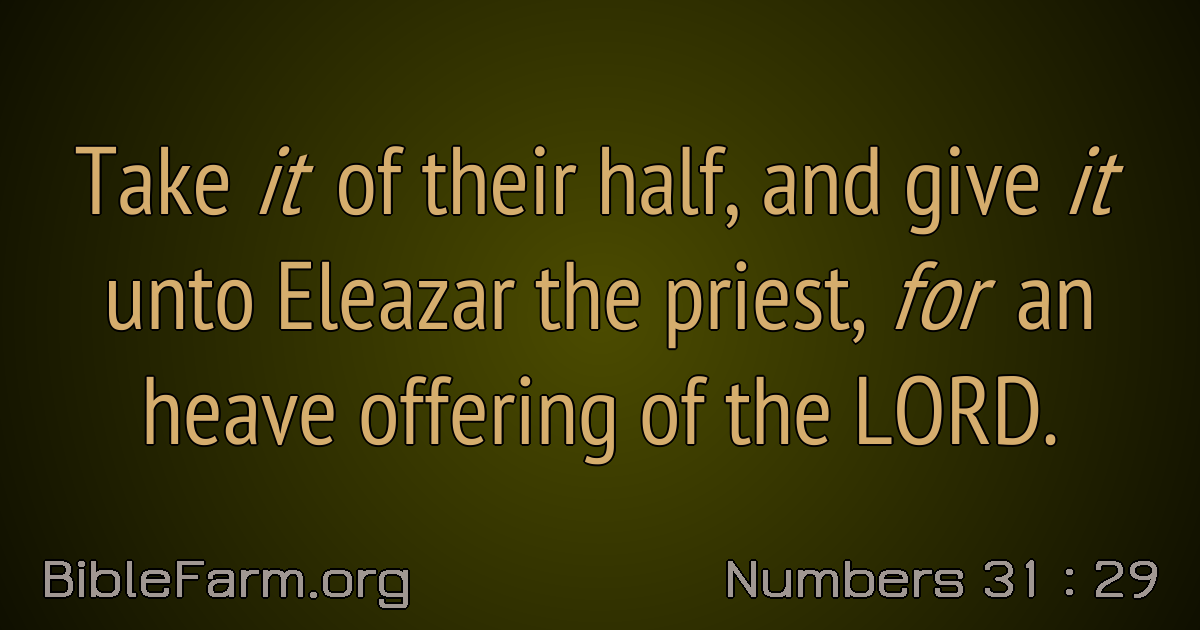 Take it of their half, and give it
unto Eleazar the priest, for an
heave offering of the LORD.
BibleFarm.org
Numbers 31 : 29